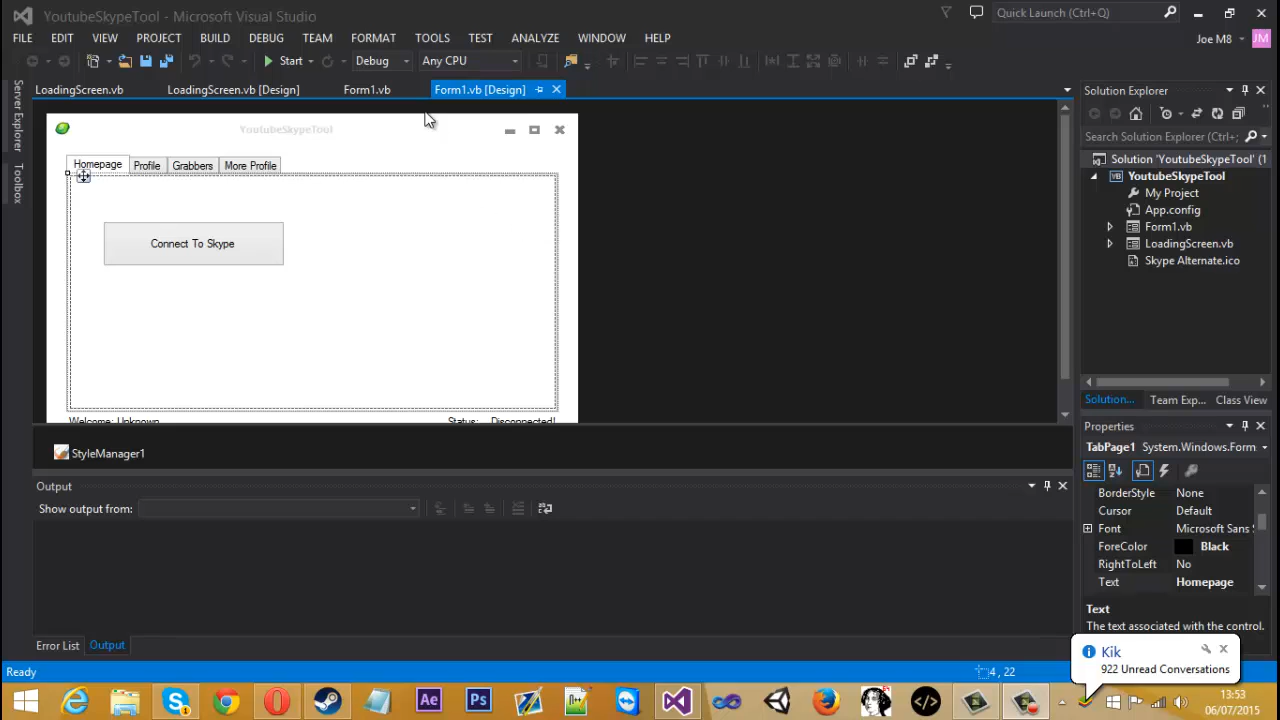 YoutubeSkypeTool - Microsoft Visual Studio
Quick Launch (Ctrl+Q)
FILE EDIT VIEW PROJECT BUILD DEBUG TEAM FORMAT TOOLS TEST ANALYZE WINDOW HELP
Joe M8 JM
Start Debug Any CPU
LoadingScreen.vb LoadingScreen.vb [Design] Form1.vb Form1.vb [Design]
Solution Explorer
Server Explorer
Toolbox
YoutubeSkypeTool
Homepage Profile Grabbers More Profile
Connect To Skype
Welcome: Unknown Status: Disconnected!
StyleManager1
Search Solution Explorer (Ctrl+;
Solution 'YoutubeSkypeTool' (1
YoutubeSkypeTool
My Project
App.config
Form1.vb
LoadingScreen.vb
Skype Alternate.ico
Solution... Team Exp... Class View
Properties
TabPage1 System.Windows.Form
BorderStyle None
Cursor Default
Font Microsoft Sans
ForeColor Black
RightToLeft No
Text Homepage
Text
The text associated with the control.
Output
Show output from:
Error List Output
Ready
4 , 22
Kik
922 Unread Conversations
Ae Ps
13:53
06/07/2015